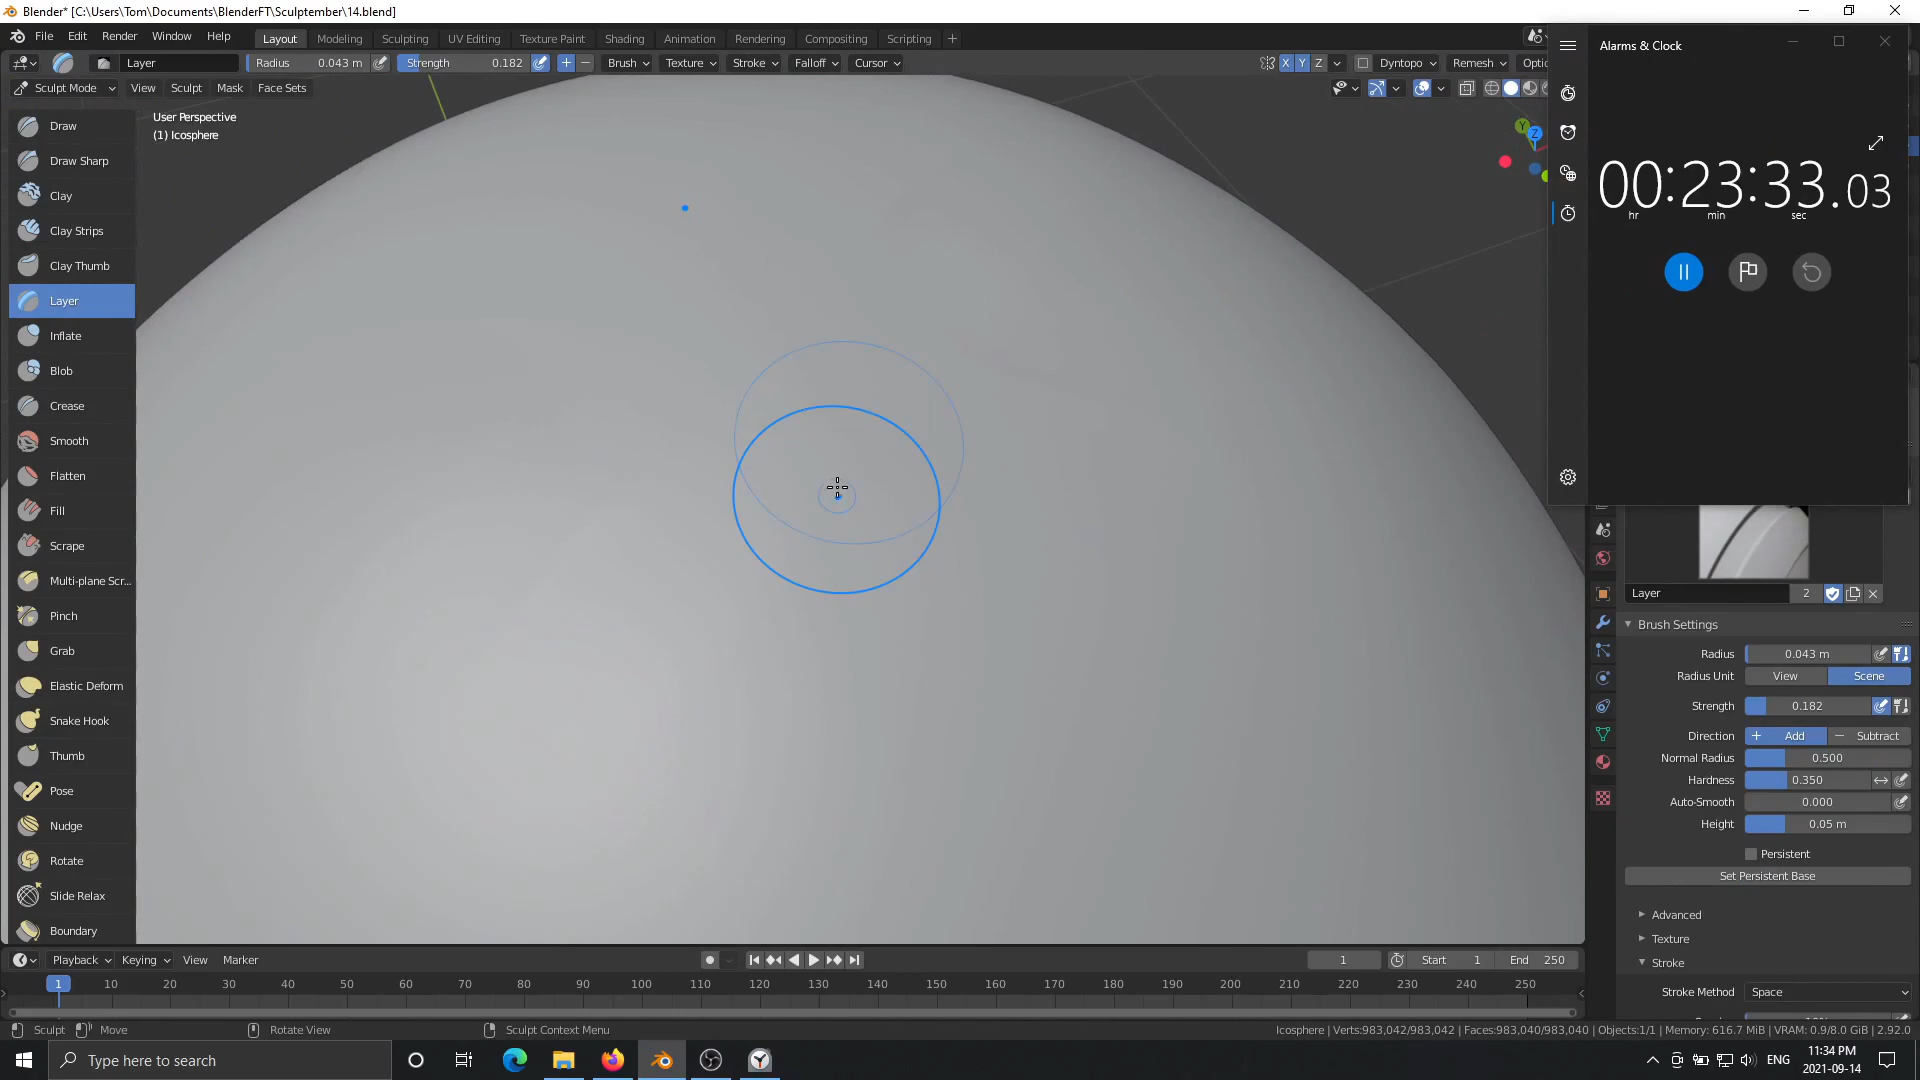 Blender* [C:\Users\Tom\Documents\BlenderFT\Sculptember\14.blend]
File Edit Render Window Help
Layout Modeling Sculpting UV Editing Texture Paint Shading Animation Rendering Compositing Scripting +
Layer Radius 0.043 m Strength 0.182 + − Brush Texture Stroke Falloff Cursor X Y Z Dyntopo Remesh Optio
Sculpt Mode View Sculpt Mask Face Sets
User Perspective
(1) Icosphere
Y Z
Draw
Draw Sharp
Clay
Clay Strips
Clay Thumb
Layer
Inflate
Blob
Crease
Smooth
Flatten
Fill
Scrape
Multi-plane Scr...
Pinch
Grab
Elastic Deform
Snake Hook
Thumb
Pose
Nudge
Rotate
Slide Relax
Boundary
Alarms & Clock
00:23:33.03
hr min sec
Layer 2
Brush Settings
Radius 0.043 m
Radius Unit View Scene
Strength 0.182
Direction + Add − Subtract
Normal Radius 0.500
Hardness 0.350
Auto-Smooth 0.000
Height 0.05 m
Persistent
Set Persistent Base
Advanced
Texture
Stroke
Stroke Method Space
Playback Keying View Marker 1 Start 1 End 250
1 10 20 30 40 50 60 70 80 90 100 110 120 130 140 150 160 170 180 190 200 210 220 230 240 250
Sculpt Move Rotate View Sculpt Context Menu Icosphere | Verts:983,042/983,042 | Faces:983,040/983,040 | Objects:1/1 | Memory: 616.7 MiB | VRAM: 0.9/8.0 GiB | 2.92.0
Type here to search ENG 11:34 PM
2021-09-14